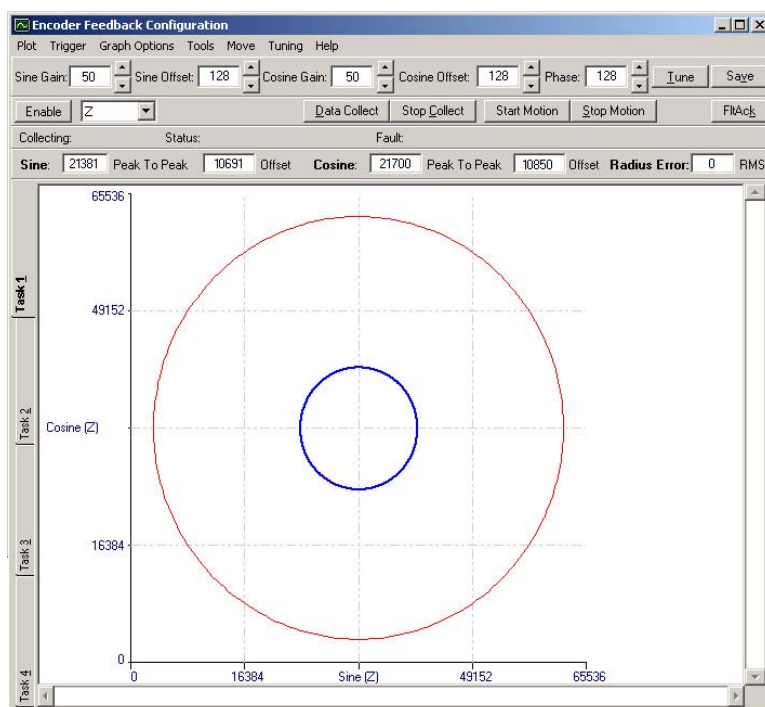 Encoder Feedback Configuration
Plot Trigger Graph Options Tools Move Tuning Help
Sine Gain: 50 Sine Offset: 128 Cosine Gain: 50 Cosine Offset: 128 Phase: 128 Tune Save
Enable Z Data Collect Stop Collect Start Motion Stop Motion FltAck
Collecting: Status: Fault:
Sine: 21381 Peak To Peak 10691 Offset Cosine: 21700 Peak To Peak 10850 Offset Radius Error: 0 RMS
65536
49152
Cosine (Z)
16384
0
0 16384 Sine (Z) 49152 65536
Task 1
Task 2
Task 3
Task 4